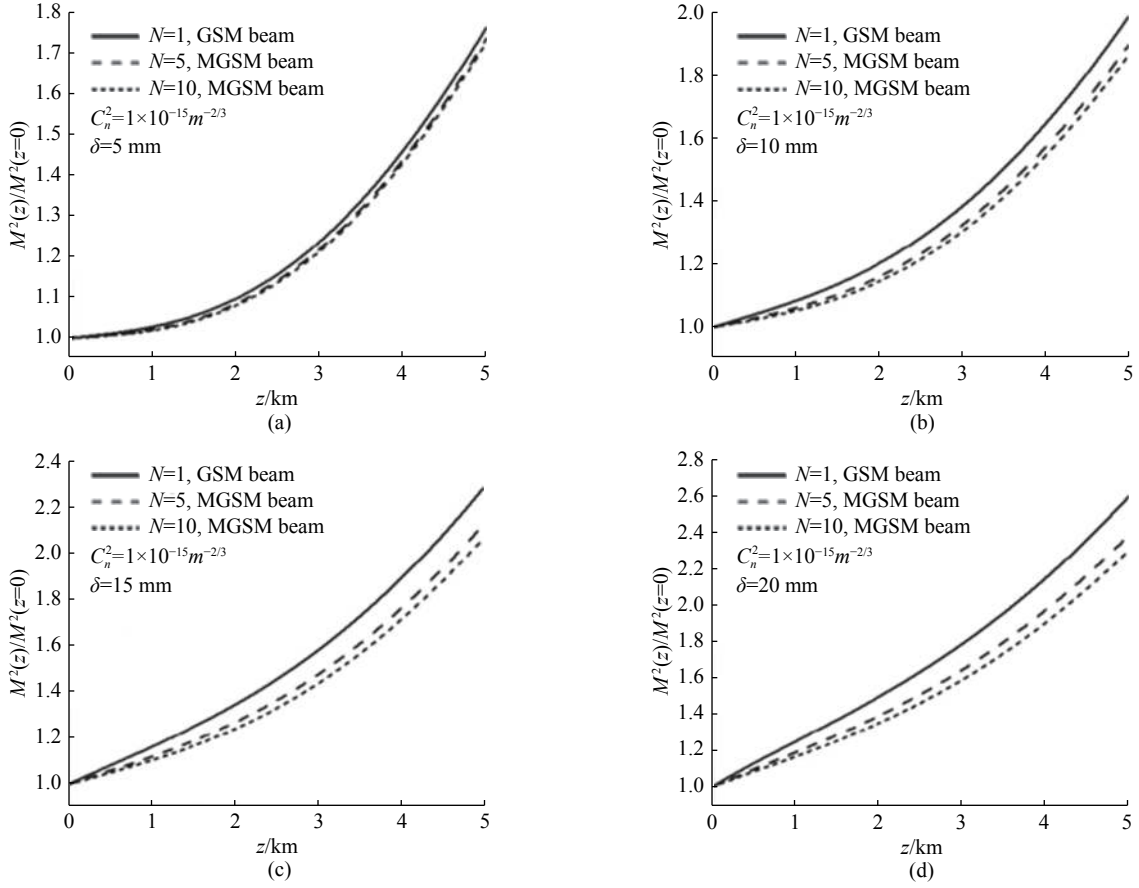 1.8
1.7
1.6
1.5
1.4
1.3
1.2
1.1
1.0
M²(z)/M²(z=0)
N=1, GSM beam
N=5, MGSM beam
N=10, MGSM beam
Cₙ²=1×10⁻¹⁵m⁻²/³
δ=5 mm
0 1 2 3 4 5
z/km
(a)
2.0
1.8
1.6
1.4
1.2
1.0
M²(z)/M²(z=0)
N=1, GSM beam
N=5, MGSM beam
N=10, MGSM beam
Cₙ²=1×10⁻¹⁵m⁻²/³
δ=10 mm
0 1 2 3 4 5
z/km
(b)
2.4
2.2
2.0
1.8
1.6
1.4
1.2
1.0
M²(z)/M²(z=0)
N=1, GSM beam
N=5, MGSM beam
N=10, MGSM beam
Cₙ²=1×10⁻¹⁵m⁻²/³
δ=15 mm
0 1 2 3 4 5
z/km
(c)
2.8
2.6
2.4
2.2
2.0
1.8
1.6
1.4
1.2
1.0
M²(z)/M²(z=0)
N=1, GSM beam
N=5, MGSM beam
N=10, MGSM beam
Cₙ²=1×10⁻¹⁵m⁻²/³
δ=20 mm
0 1 2 3 4 5
z/km
(d)